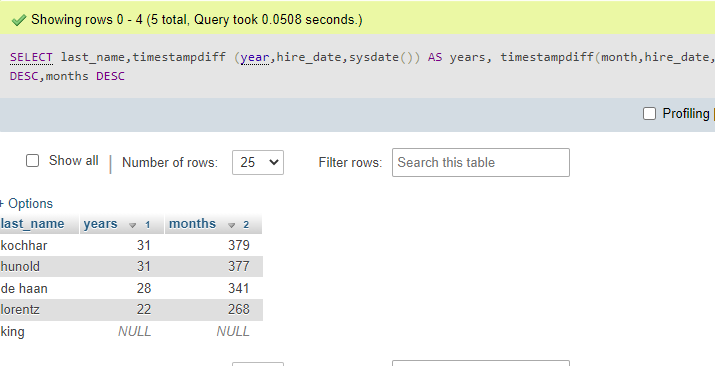 Showing rows 0 - 4 (5 total, Query took 0.0508 seconds.)
SELECT last_name,timestampdiff (year,hire_date,sysdate()) AS years, timestampdiff(month,hire_date,
DESC,months DESC
Profiling
Show all | Number of rows: 25 Filter rows: Search this table
+ Options
last_name years 1 months 2
kochhar 31 379
hunold 31 377
de haan 28 341
lorentz 22 268
king NULL NULL